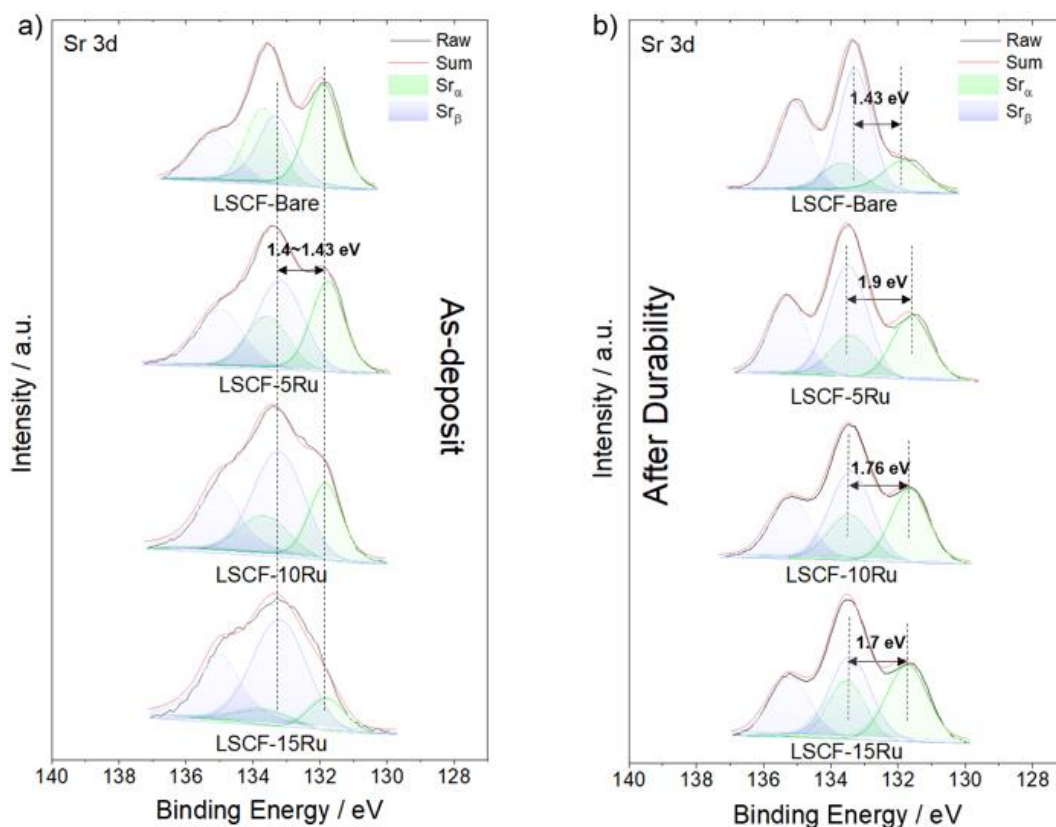 a)
Sr 3d
Raw
Sum
Srα
Srβ
LSCF-Bare
1.4~1.43 eV
LSCF-5Ru
LSCF-10Ru
LSCF-15Ru
As-deposit
Intensity / a.u.
140 138 136 134 132 130 128
Binding Energy / eV
b)
Sr 3d
Raw
Sum
Srα
Srβ
1.43 eV
LSCF-Bare
1.9 eV
LSCF-5Ru
1.76 eV
LSCF-10Ru
1.7 eV
LSCF-15Ru
After Durability
Intensity / a.u.
140 138 136 134 132 130 128
Binding Energy / eV